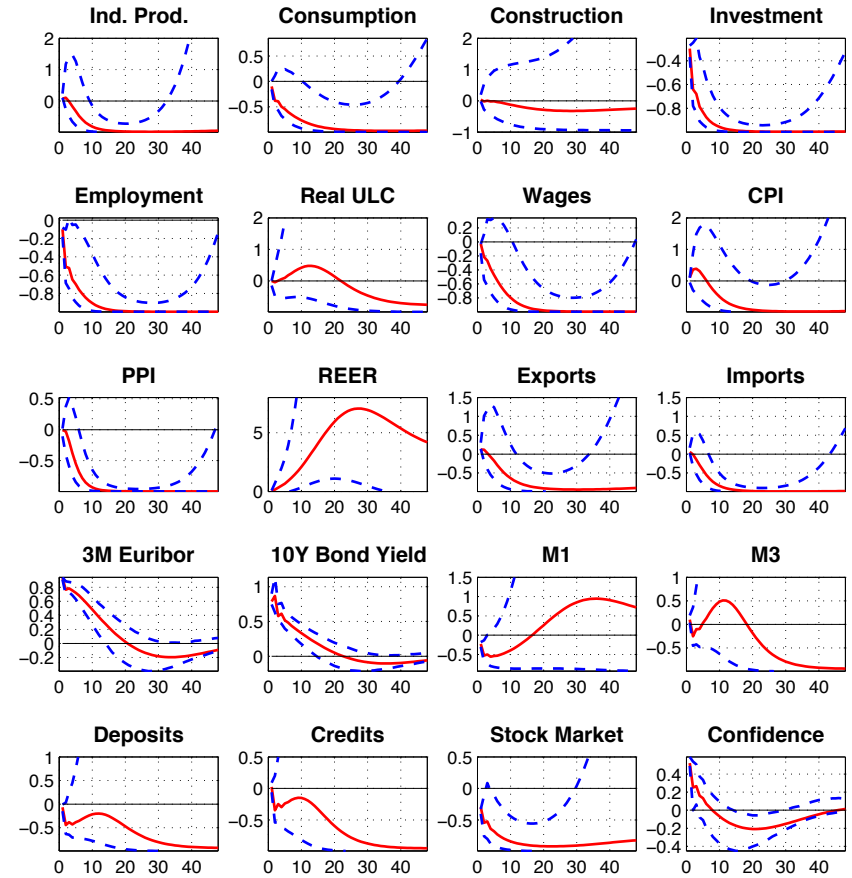 Ind. Prod. Consumption Construction Investment
2 1 0
0.5 0 −0.5
2 1 0 −1
−0.4 −0.6 −0.8
0 10 20 30 40 0 10 20 30 40 0 10 20 30 40 0 10 20 30 40
Employment Real ULC Wages CPI
0 −0.2 −0.4 −0.6 −0.8
2 1 0
0.2 0 −0.2 −0.4 −0.6 −0.8
2 1 0
0 10 20 30 40 0 10 20 30 40 0 10 20 30 40 0 10 20 30 40
PPI REER Exports Imports
0.5 0 −0.5
5 0
1.5 1 0.5 0 −0.5
1.5 1 0.5 0 −0.5
0 10 20 30 40 0 10 20 30 40 0 10 20 30 40 0 10 20 30 40
3M Euribor 10Y Bond Yield M1 M3
0.8 0.6 0.4 0.2 0 −0.2
1 0.5 0
1.5 1 0.5 0 −0.5
1 0.5 0 −0.5
0 10 20 30 40 0 10 20 30 40 0 10 20 30 40 0 10 20 30 40
Deposits Credits Stock Market Confidence
1 0.5 0 −0.5
0.5 0 −0.5
0.5 0 −0.5
0.4 0.2 0 −0.2 −0.4
0 10 20 30 40 0 10 20 30 40 0 10 20 30 40 0 10 20 30 40